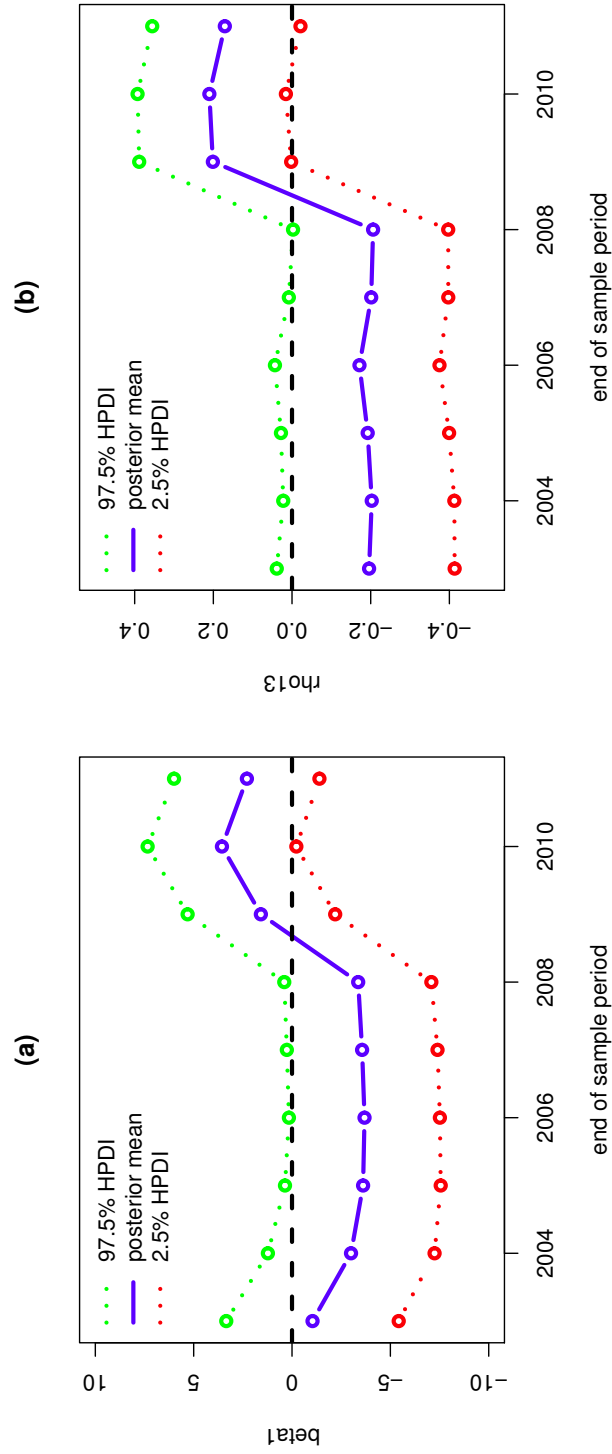 (a)
97.5% HPDI
posterior mean
2.5% HPDI
10
5
0
−5
−10
beta1
2004
2006
2008
2010
end of sample period
(b)
97.5% HPDI
posterior mean
2.5% HPDI
0.4
0.2
0.0
−0.2
−0.4
rho13
2004
2006
2008
2010
end of sample period